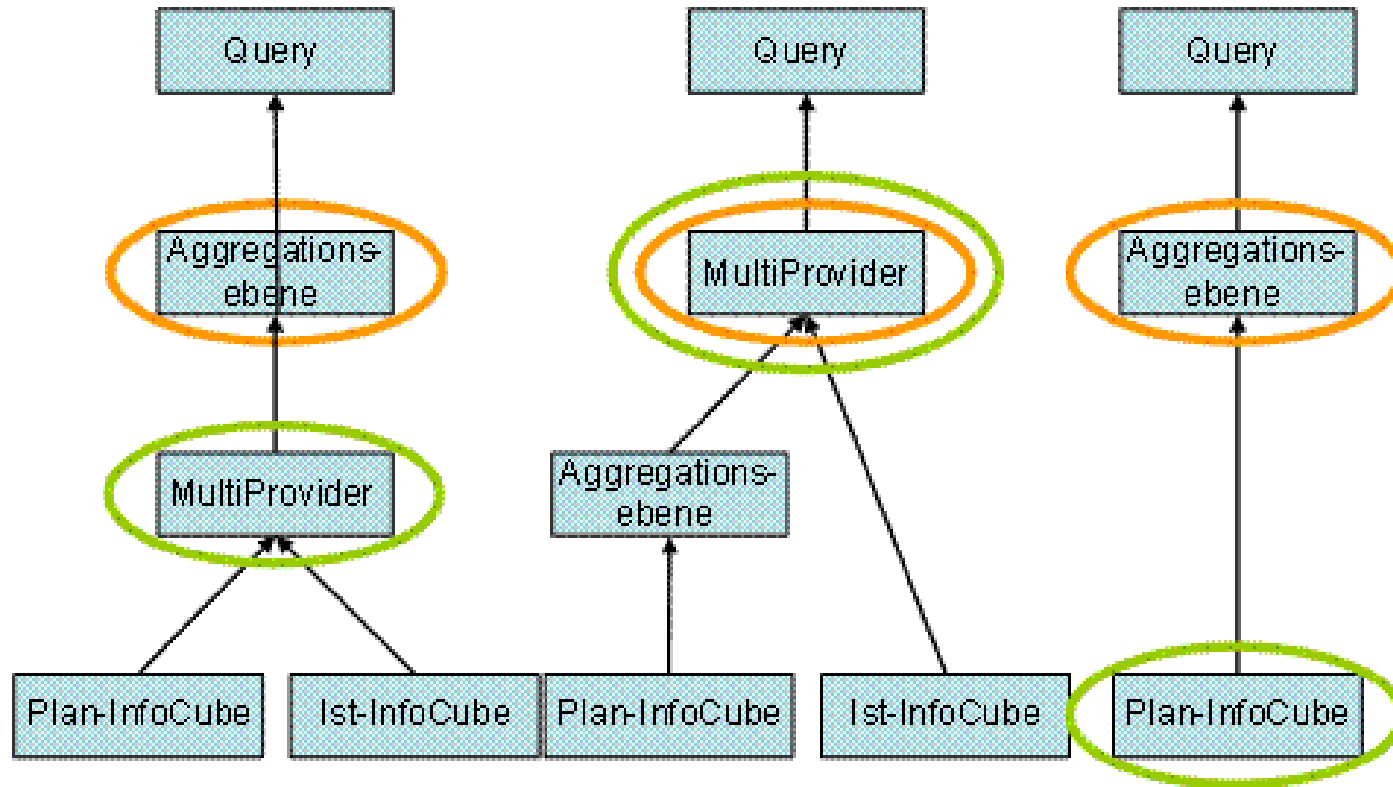 Query
Query
Query
Aggregations-
ebene
MultiProvider
Aggregations-
ebene
MultiProvider
Aggregations-
ebene
Plan-InfoCube
Ist-InfoCube
Plan-InfoCube
Ist-InfoCube
Plan-InfoCube